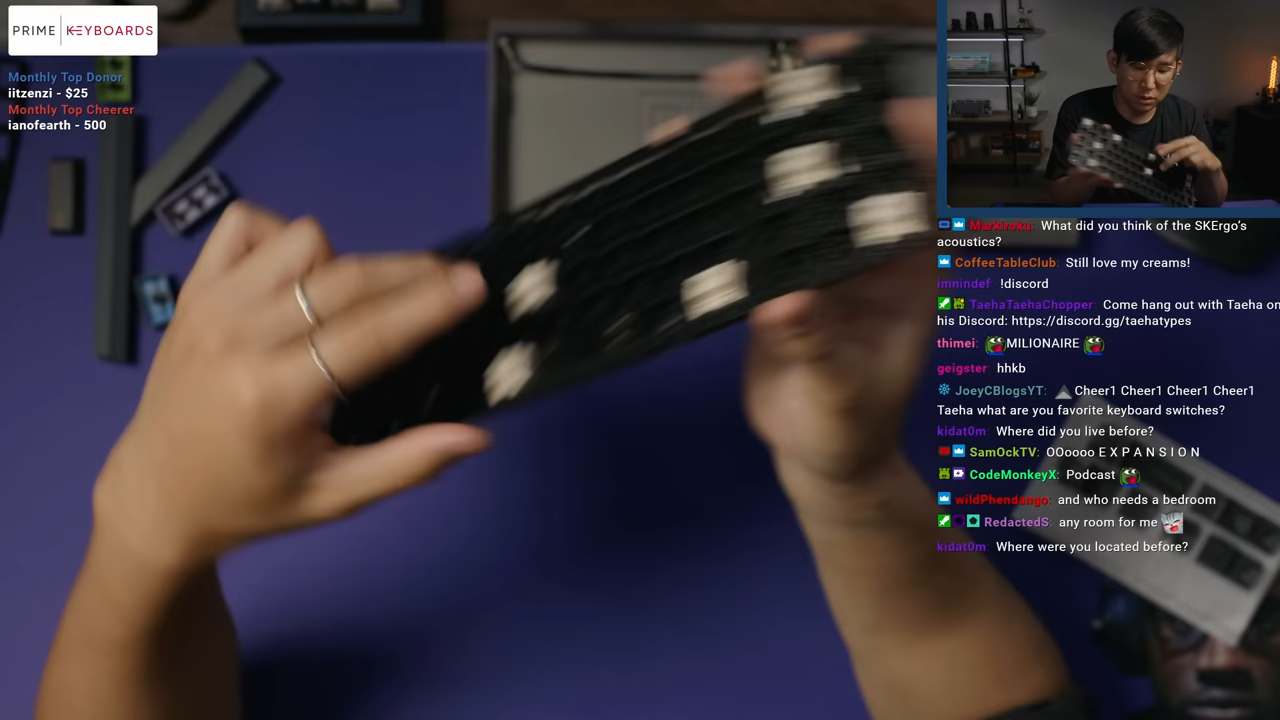 PRIME | KEYBOARDS
Monthly Top Donor
iitzenzi - $25
Monthly Top Cheerer
ianofearth - 500
Markiroku: What did you think of the SKErgo's
acoustics?
CoffeeTableClub: Still love my creams!
imnindef: !discord
TaehaTaehaChopper: Come hang out with Taeha on
his Discord: https://discord.gg/taehatypes
thimei: MILIONAIRE
geigster: hhkb
JoeyCBlogsYT: Cheer1 Cheer1 Cheer1 Cheer1
Taeha what are you favorite keyboard switches?
kidat0m: Where did you live before?
SamOckTV: OOoooo E X P A N S I O N
CodeMonkeyX: Podcast
wildPhendango: and who needs a bedroom
RedactedS: any room for me
kidat0m: Where were you located before?